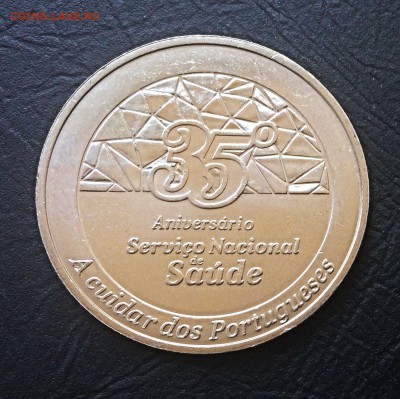 35º
Aniversário
Serviço Nacional
de
Saúde
A cuidar dos Portugueses